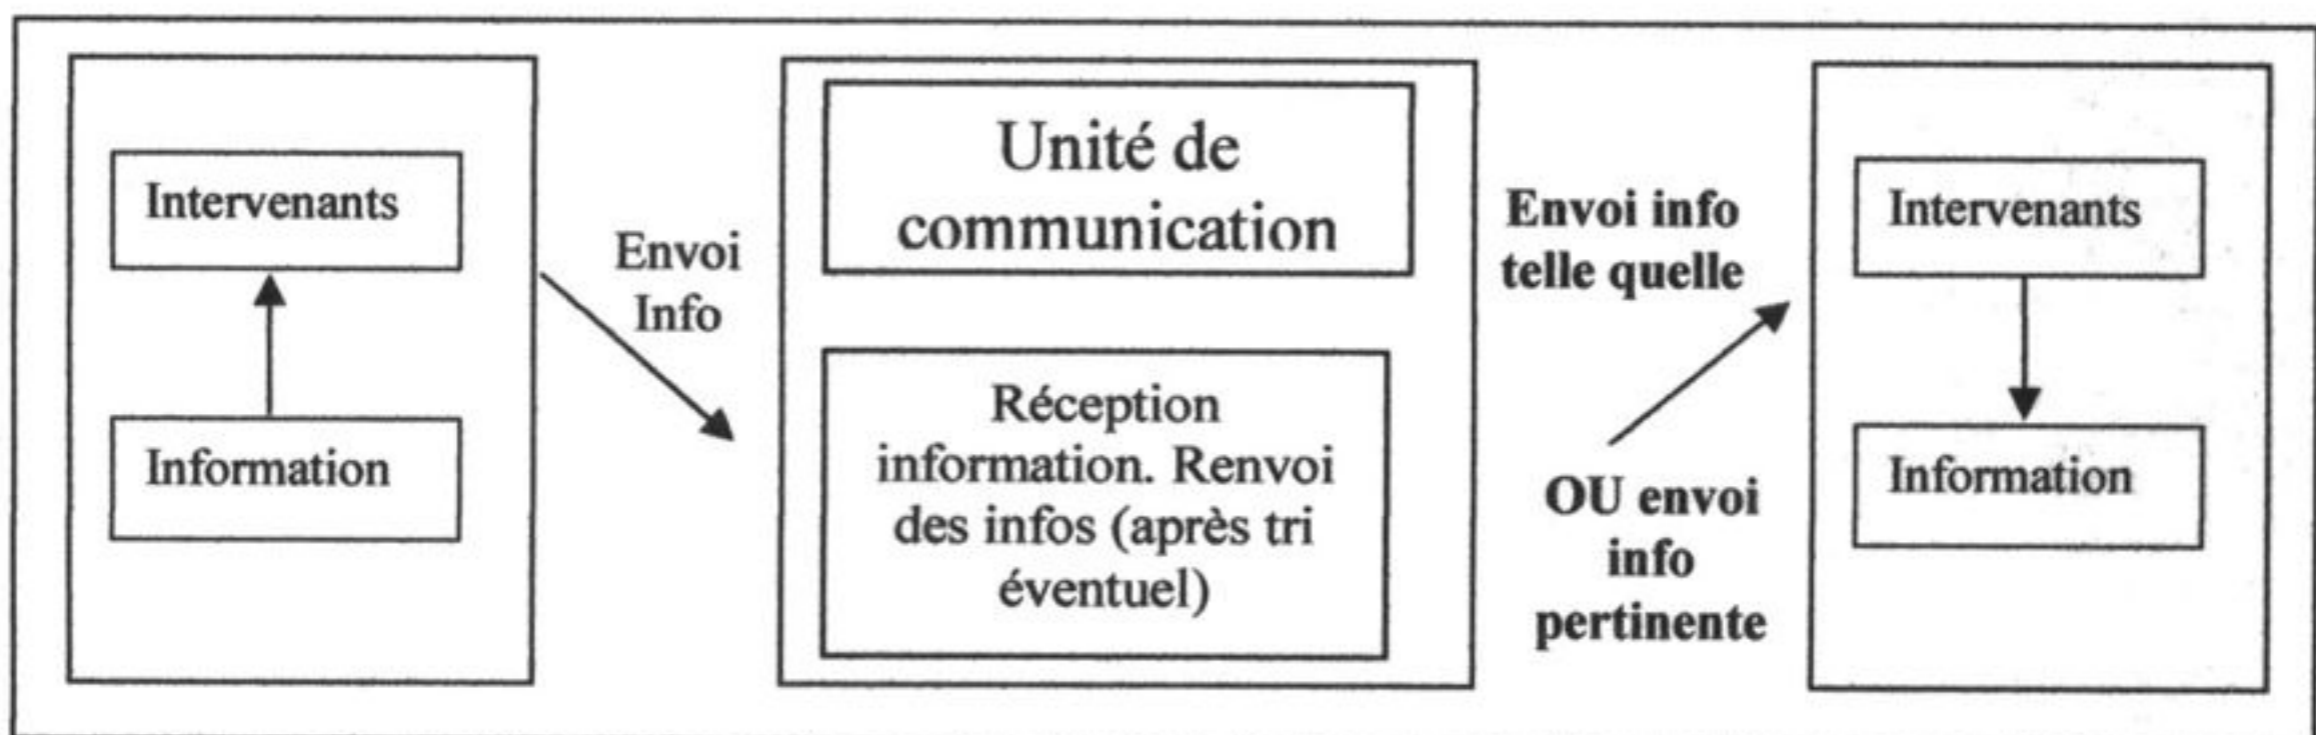 Intervenants
Information
Envoi
Info
Unité de
communication
Réception
information. Renvoi
des infos (après tri
éventuel)
Envoi info
telle quelle
OU envoi
info
pertinente
Intervenants
Information